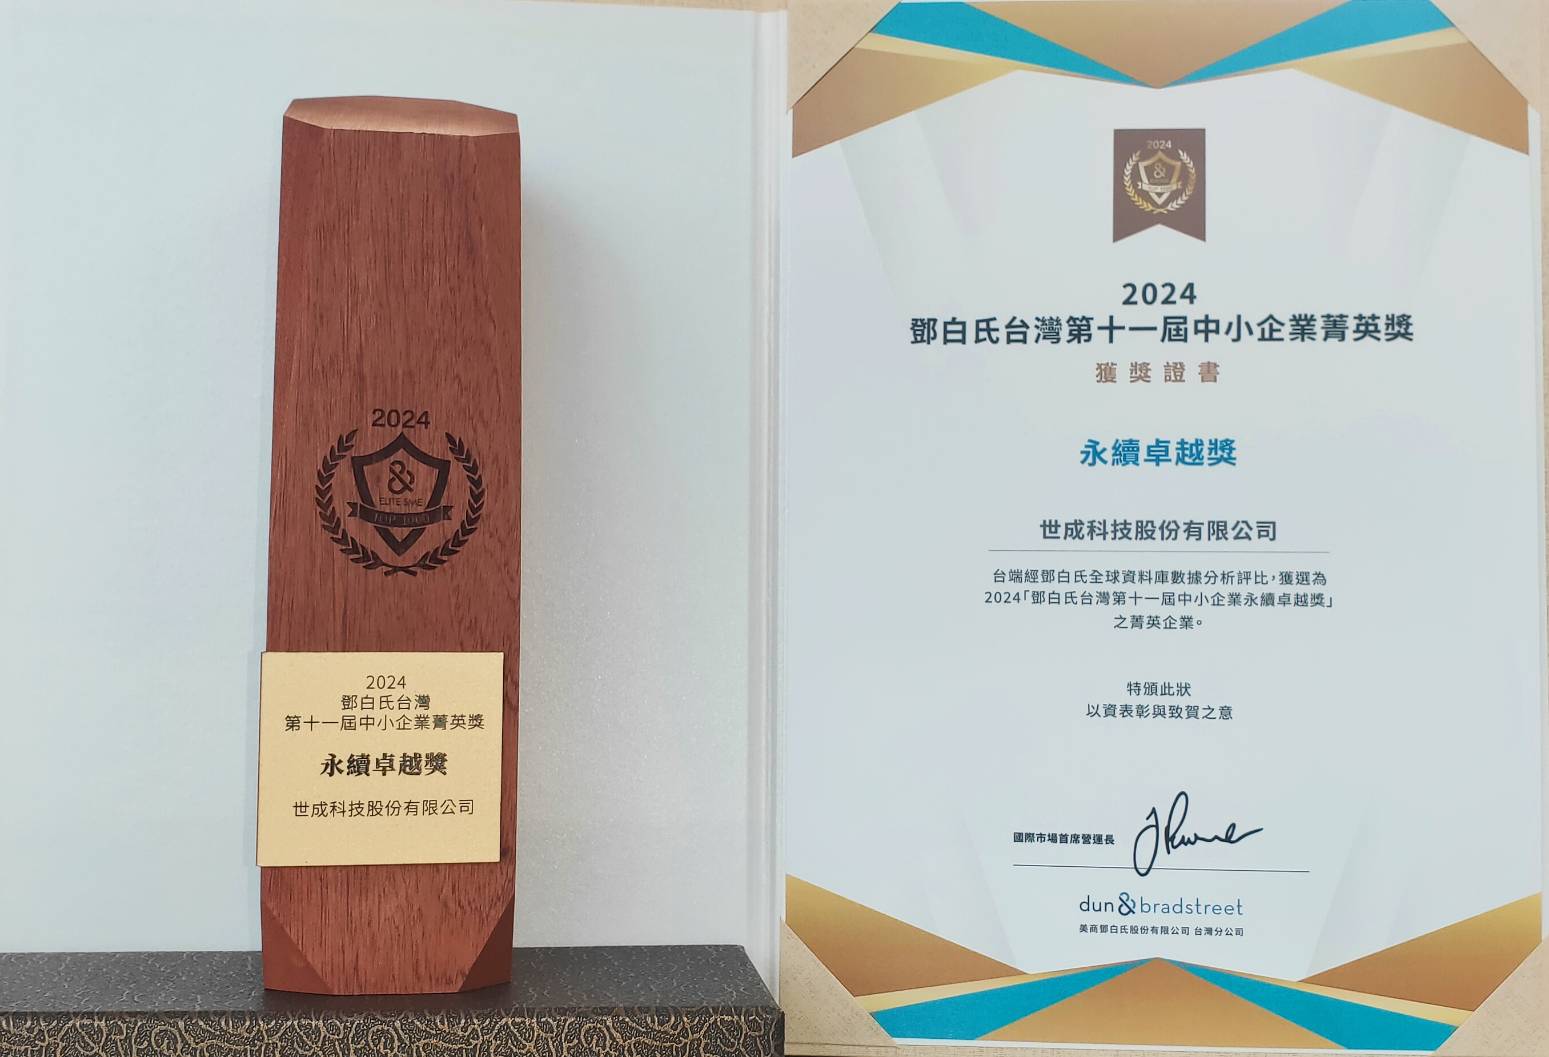 2024
&
ELITE SME
TOP 1000
2024
鄧白氏台灣
第十一屆中小企業菁英獎
永續卓越獎
世成科技股份有限公司
2024
&
TOP 1000
2024
鄧白氏台灣第十一屆中小企業菁英獎
獲獎證書
永續卓越獎
世成科技股份有限公司
台端經鄧白氏全球資料庫數據分析評比,獲選為
2024「鄧白氏台灣第十一屆中小企業永續卓越獎」
之菁英企業。
特頒此狀
以資表彰與致賀之意
國際市場首席營運長
dun & bradstreet
美商鄧白氏股份有限公司 台灣分公司